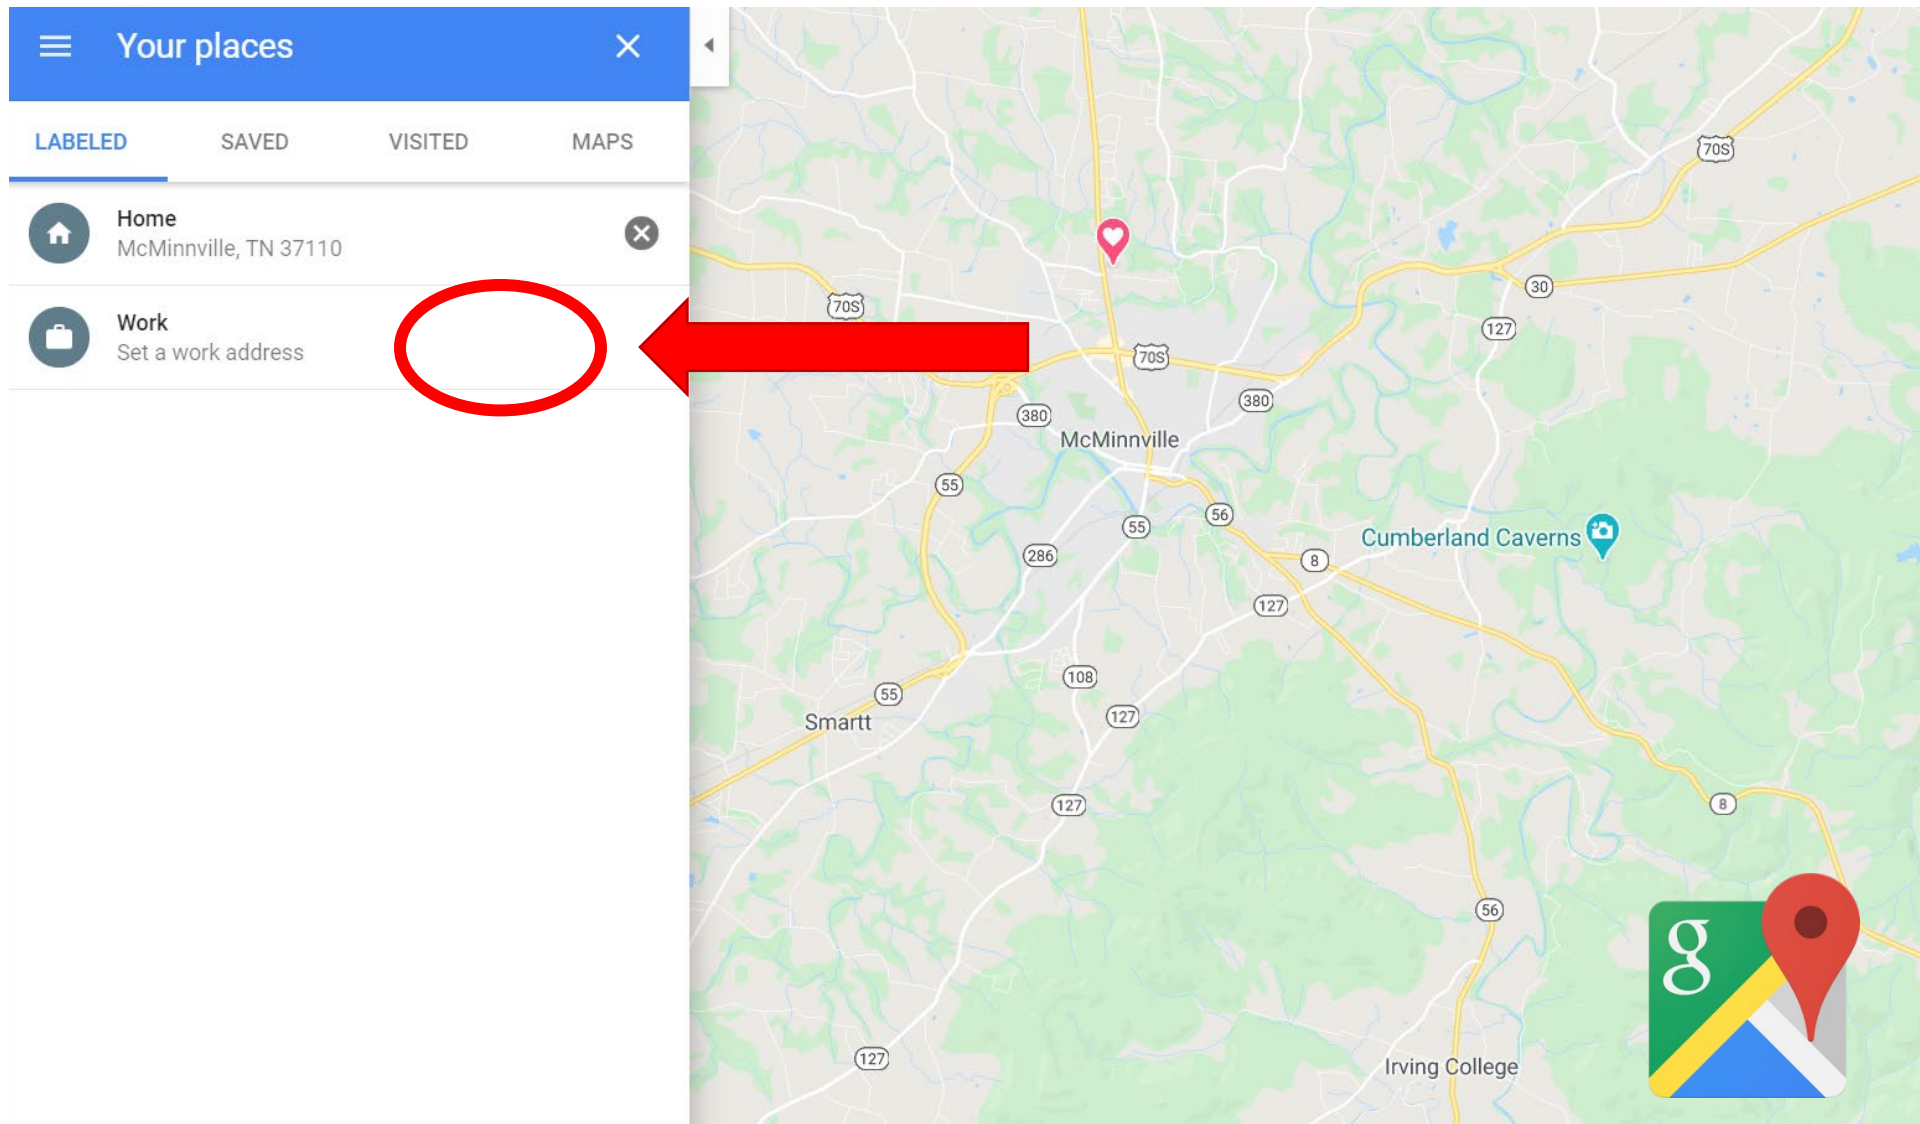 Your places
LABELED SAVED VISITED MAPS
Home
McMinnville, TN 37110
Work
Set a work address
70S
30
70S
127
70S
380
380
McMinnville
55
56
55
Cumberland Caverns
286
8
127
108
55
127
Smartt
127
8
56
g
127
Irving College